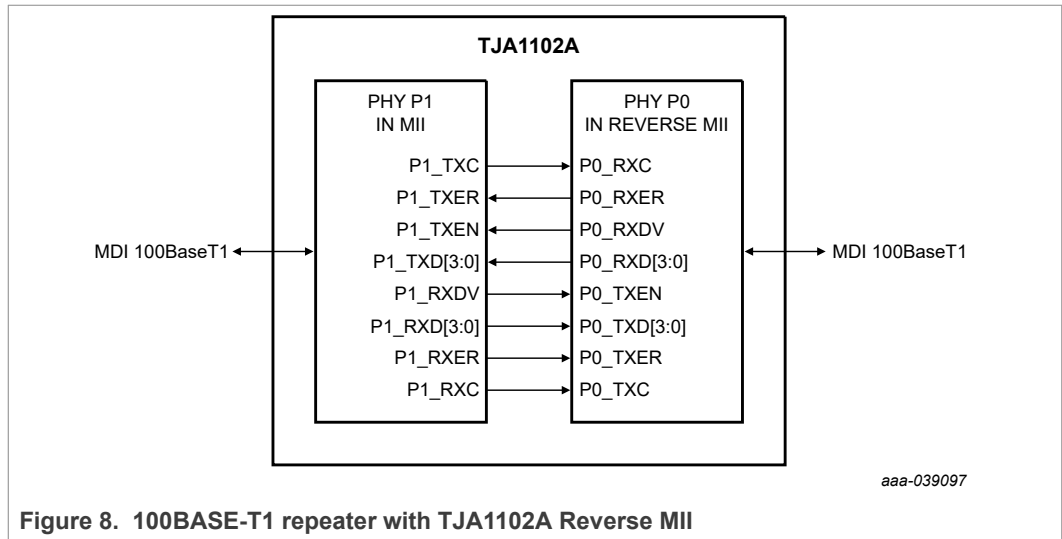 TJA1102A
PHY P1
IN MII
PHY P0
IN REVERSE MII
P1_TXC P0_RXC
P1_TXER P0_RXER
P1_TXEN P0_RXDV
MDI 100BaseT1 P1_TXD[3:0] P0_RXD[3:0] MDI 100BaseT1
P1_RXDV P0_TXEN
P1_RXD[3:0] P0_TXD[3:0]
P1_RXER P0_TXER
P1_RXC P0_TXC
aaa-039097
Figure 8. 100BASE-T1 repeater with TJA1102A Reverse MII